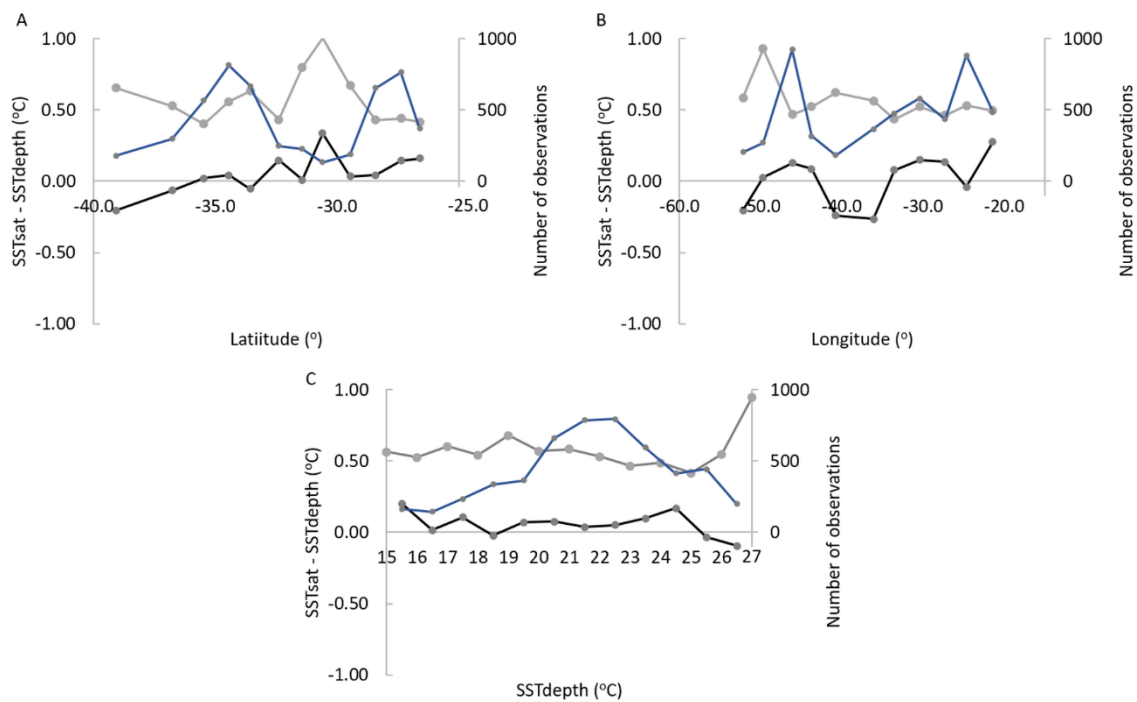 A
1.00
0.50
0.00
-0.50
-1.00
-40.0 -35.0 -30.0 -25.0
1000
500
0
SSTsat - SSTdepth (ºC)
Number of observations
Latiitude (º)
B
1.00
0.50
0.00
-0.50
-1.00
-60.0 -50.0 -40.0 -30.0 -20.0
1000
500
0
SSTsat - SSTdepth (ºC)
Number of observations
Longitude (º)
C
1.00
0.50
0.00
-0.50
-1.00
15 16 17 18 19 20 21 22 23 24 25 26 27
1000
500
0
SSTsat - SSTdepth (ºC)
Number of observations
SSTdepth (ºC)